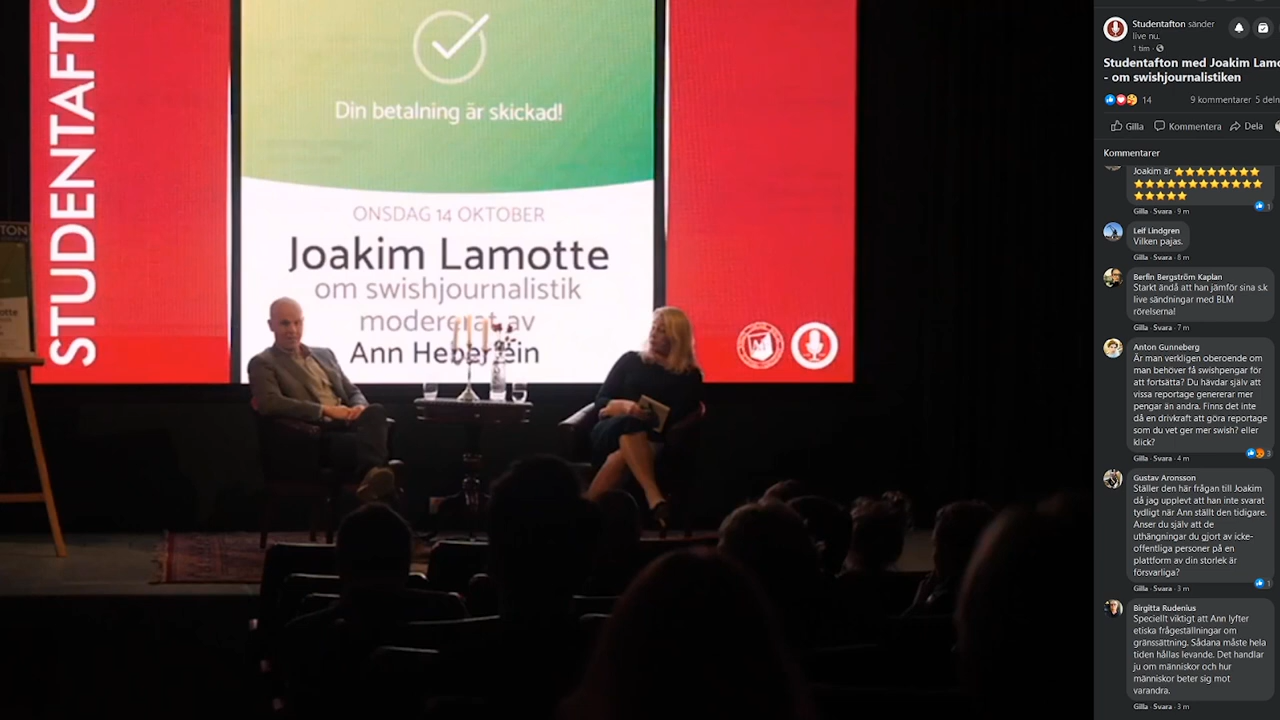 STUDENTAFTO
Din betalning är skickad!
ONSDAG 14 OKTOBER
Joakim Lamotte
om swishjournalistik
modererat av
Ann Heberlein
Studentafton sänder
live nu.
1 tim
Studentafton med Joakim Lamo
- om swishjournalistiken
14
9 kommentarer 5 deln
Gilla
Kommentera
Dela
Kommentarer
Joakim är ⭐⭐⭐⭐⭐⭐⭐⭐
⭐⭐⭐⭐⭐⭐⭐⭐⭐⭐⭐⭐
⭐⭐⭐⭐⭐
1
Gilla · Svara · 9 m
Leif Lindgren
Vilken pajas.
Gilla · Svara · 8 m
Berfin Bergström Kaplan
Starkt ändå att han jämför sina s.k
live sändningar med BLM
rörelserna!
Gilla · Svara · 7 m
Anton Gunneberg
Är man verkligen oberoende om
man behöver få swishpengar för
att fortsätta? Du hävdar själv att
vissa reportage genererar mer
pengar än andra. Finns det inte
då en drivkraft att göra reportage
som du vet ger mer swish? eller
klick?
3
Gilla · Svara · 4 m
Gustav Aronsson
Ställer den här frågan till Joakim
då jag upplevt att han inte svarat
tydligt när Ann ställt den tidigare.
Anser du själv att de
uthängningar du gjort av icke-
offentliga personer på en
plattform av din storlek är
försvarliga?
1
Gilla · Svara · 3 m
Birgitta Rudenius
Speciellt viktigt att Ann lyfter
etiska frågeställningar om
gränssättning. Sådana måste hela
tiden hållas levande. Det handlar
ju om människor och hur
människor beter sig mot
varandra.
Gilla · Svara · 3 m